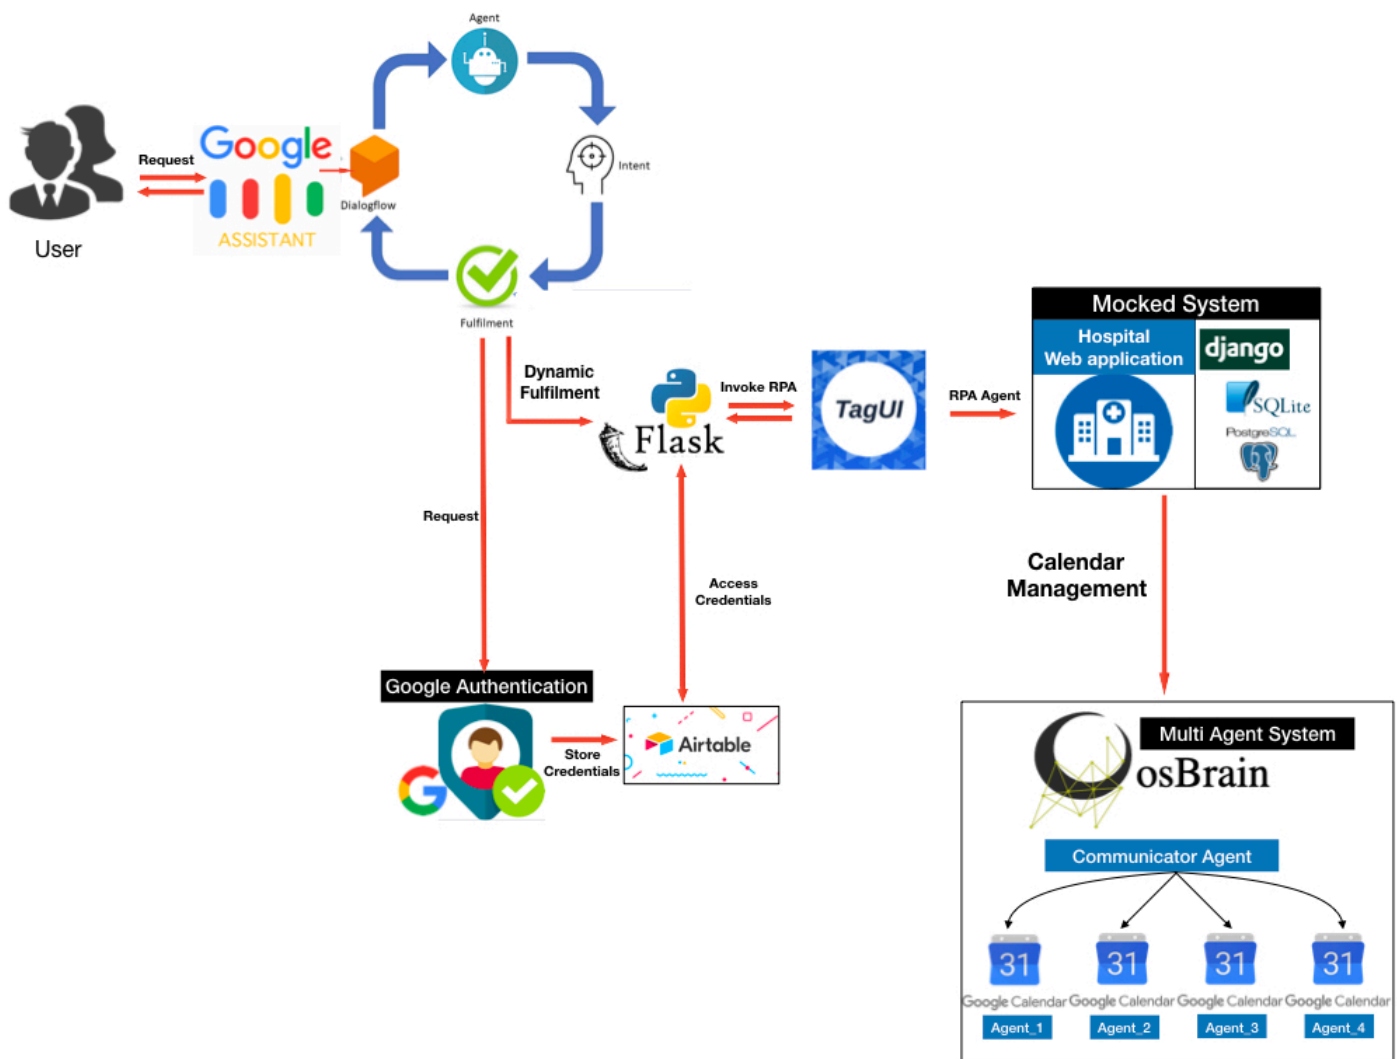 Agent
Request
Google
ASSISTANT
Dialogflow
Intent
User
Fulfilment
Dynamic
Fulfilment
Flask
Invoke RPA
TagUI
RPA Agent
Mocked System
Hospital
Web application
django
SQLite
PostgreSQL
Request
Access
Credentials
Calendar
Management
Google Authentication
G
Store
Credentials
Airtable
Multi Agent System
osBrain
Communicator Agent
31
31
31
31
Google Calendar
Google Calendar
Google Calendar
Google Calendar
Agent_1
Agent_2
Agent_3
Agent_4